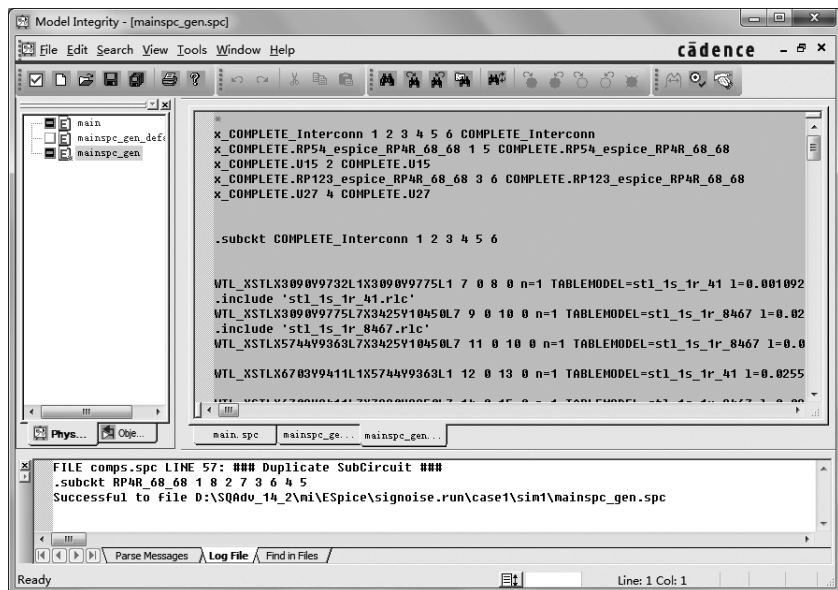 Model Integrity - [mainspc_gen.spc]
File Edit Search View Tools Window Help
cādence
main
mainspc_gen_defa
mainspc_gen
*
x_COMPLETE_Interconn 1 2 3 4 5 6 COMPLETE_Interconn
x_COMPLETE.RP54_espice_RP4R_68_68 1 5 COMPLETE.RP54_espice_RP4R_68_68
x_COMPLETE.U15 2 COMPLETE.U15
x_COMPLETE.RP123_espice_RP4R_68_68 3 6 COMPLETE.RP123_espice_RP4R_68_68
x_COMPLETE.U27 4 COMPLETE.U27
.subckt COMPLETE_Interconn 1 2 3 4 5 6
WTL_XSTLX3090Y9732L1X3090Y9775L1 7 0 8 0 n=1 TABLEMODEL=stl_1s_1r_41 l=0.001092
.include 'stl_1s_1r_41.rlc'
WTL_XSTLX3090Y9775L7X3425Y10450L7 9 0 10 0 n=1 TABLEMODEL=stl_1s_1r_8467 l=0.02
.include 'stl_1s_1r_8467.rlc'
WTL_XSTLX5744Y9363L7X3425Y10450L7 11 0 10 0 n=1 TABLEMODEL=stl_1s_1r_8467 l=0.0
WTL_XSTLX6703Y9411L1X5744Y9363L1 12 0 13 0 n=1 TABLEMODEL=stl_1s_1r_41 l=0.0255
Phys... Obje...
main.spc mainspc_ge... mainspc_gen...
FILE comps.spc LINE 57: ### Duplicate SubCircuit ###
.subckt RP4R_68_68 1 8 2 7 3 6 4 5
Successful to file D:\SQAdv_14_2\mi\ESpice\signoise.run\case1\sim1\mainspc_gen.spc
Parse Messages Log File Find in Files
Ready Line: 1 Col: 1